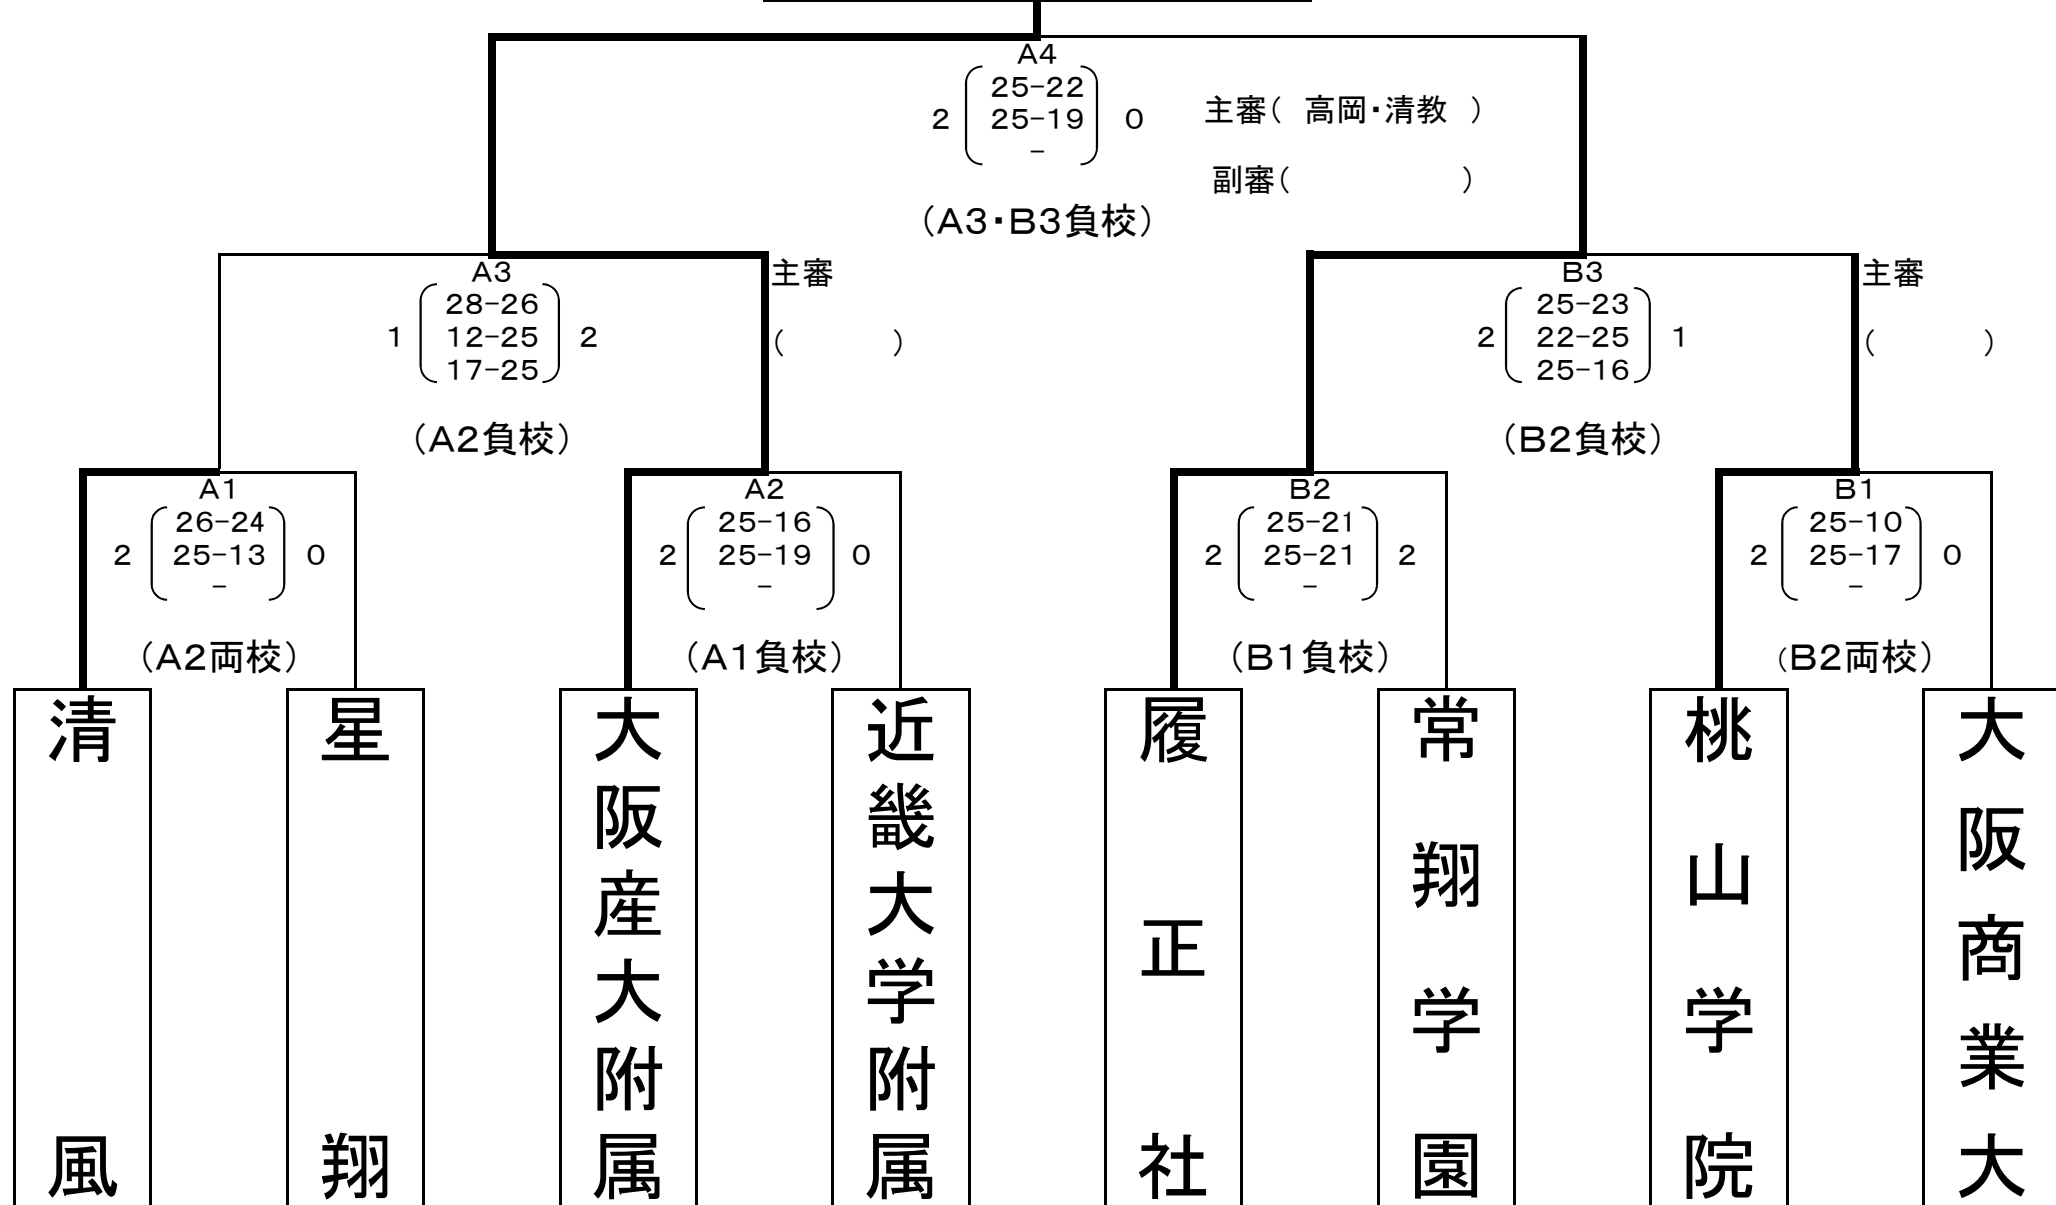 A4
25-22
2 25-19 0
-
主審( 高岡・清教 )
副審( )
(A3・B3負校)
A3
28-26
1 12-25 2
17-25
主審
( )
(A2負校)
B3
25-23
2 22-25 1
25-16
主審
( )
(B2負校)
A1
26-24
2 25-13 0
-
(A2両校)
A2
25-16
2 25-19 0
-
(A1負校)
B2
25-21
2 25-21 2
-
(B1負校)
B1
25-10
2 25-17 0
-
(B2両校)
清風
星翔
大阪産大附属
近畿大学附属
履正社
常翔学園
桃山学院
大阪商業大